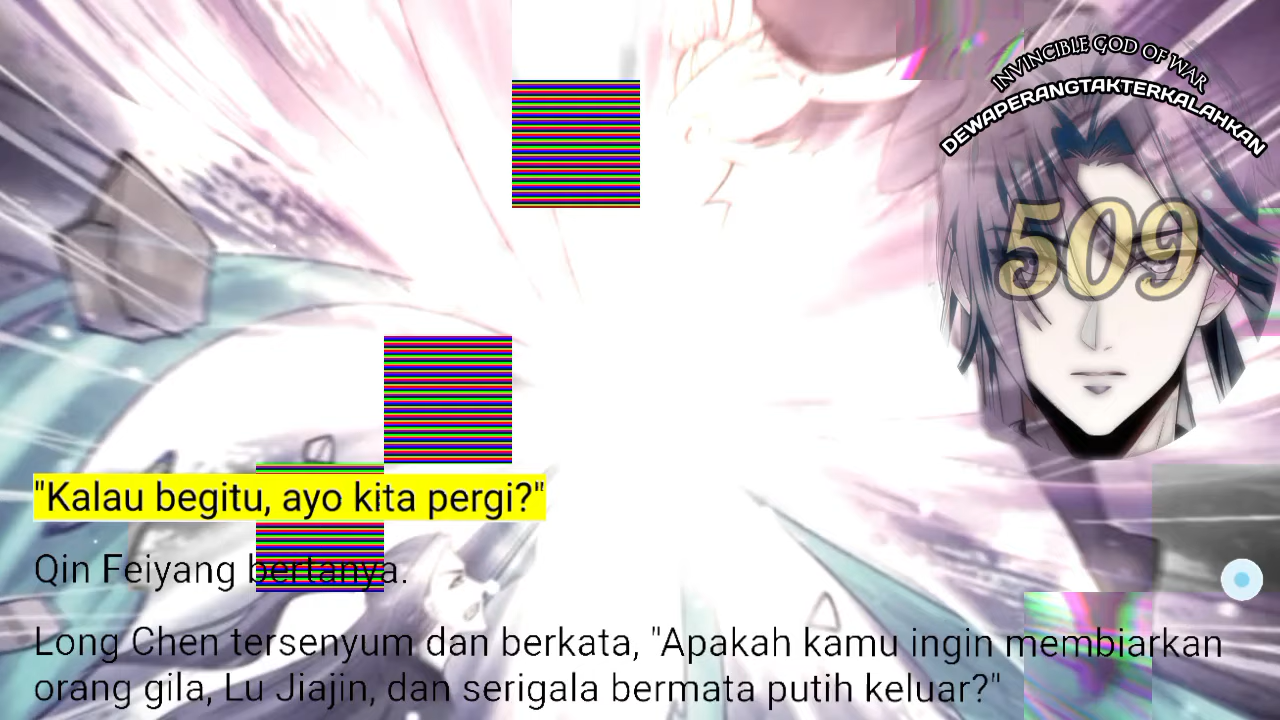 INVINCIBLE GOD OF WAR
DEWAPERANGTAKTERKALAHKAN
509
"Kalau begitu, ayo kita pergi?"
Qin Feiyang bertanya.
Long Chen tersenyum dan berkata, "Apakah kamu ingin membiarkan
orang gila, Lu Jiajin, dan serigala bermata putih keluar?"